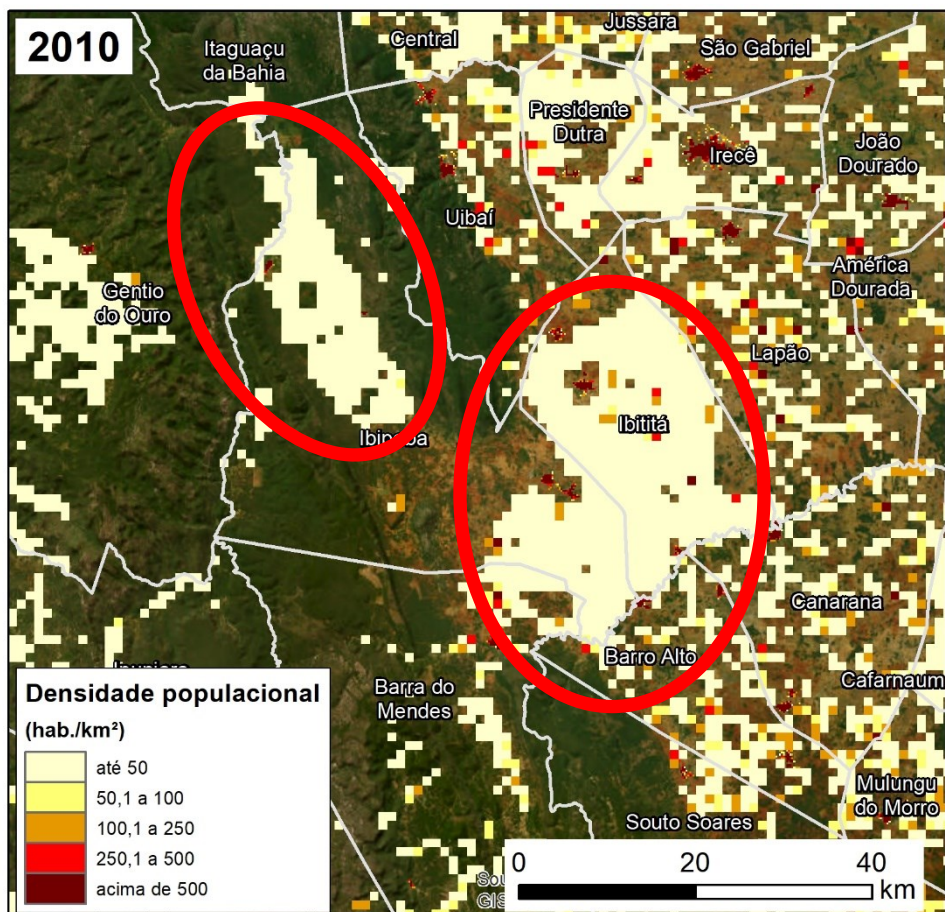 2010
Itaguaçu
da Bahia
Central
Jussara
São Gabriel
Presidente
Dutra
Irecê
João
Dourado
Uibaí
América
Dourada
Gentio
do Ouro
Lapão
Ibititá
Canarana
Barro Alto
Cafarnaum
Barra do
Mendes
Mulungu
do Morro
Souto Soares
Densidade populacional
(hab./km²)
até 50
50,1 a 100
100,1 a 250
250,1 a 500
acima de 500
0 20 40
km